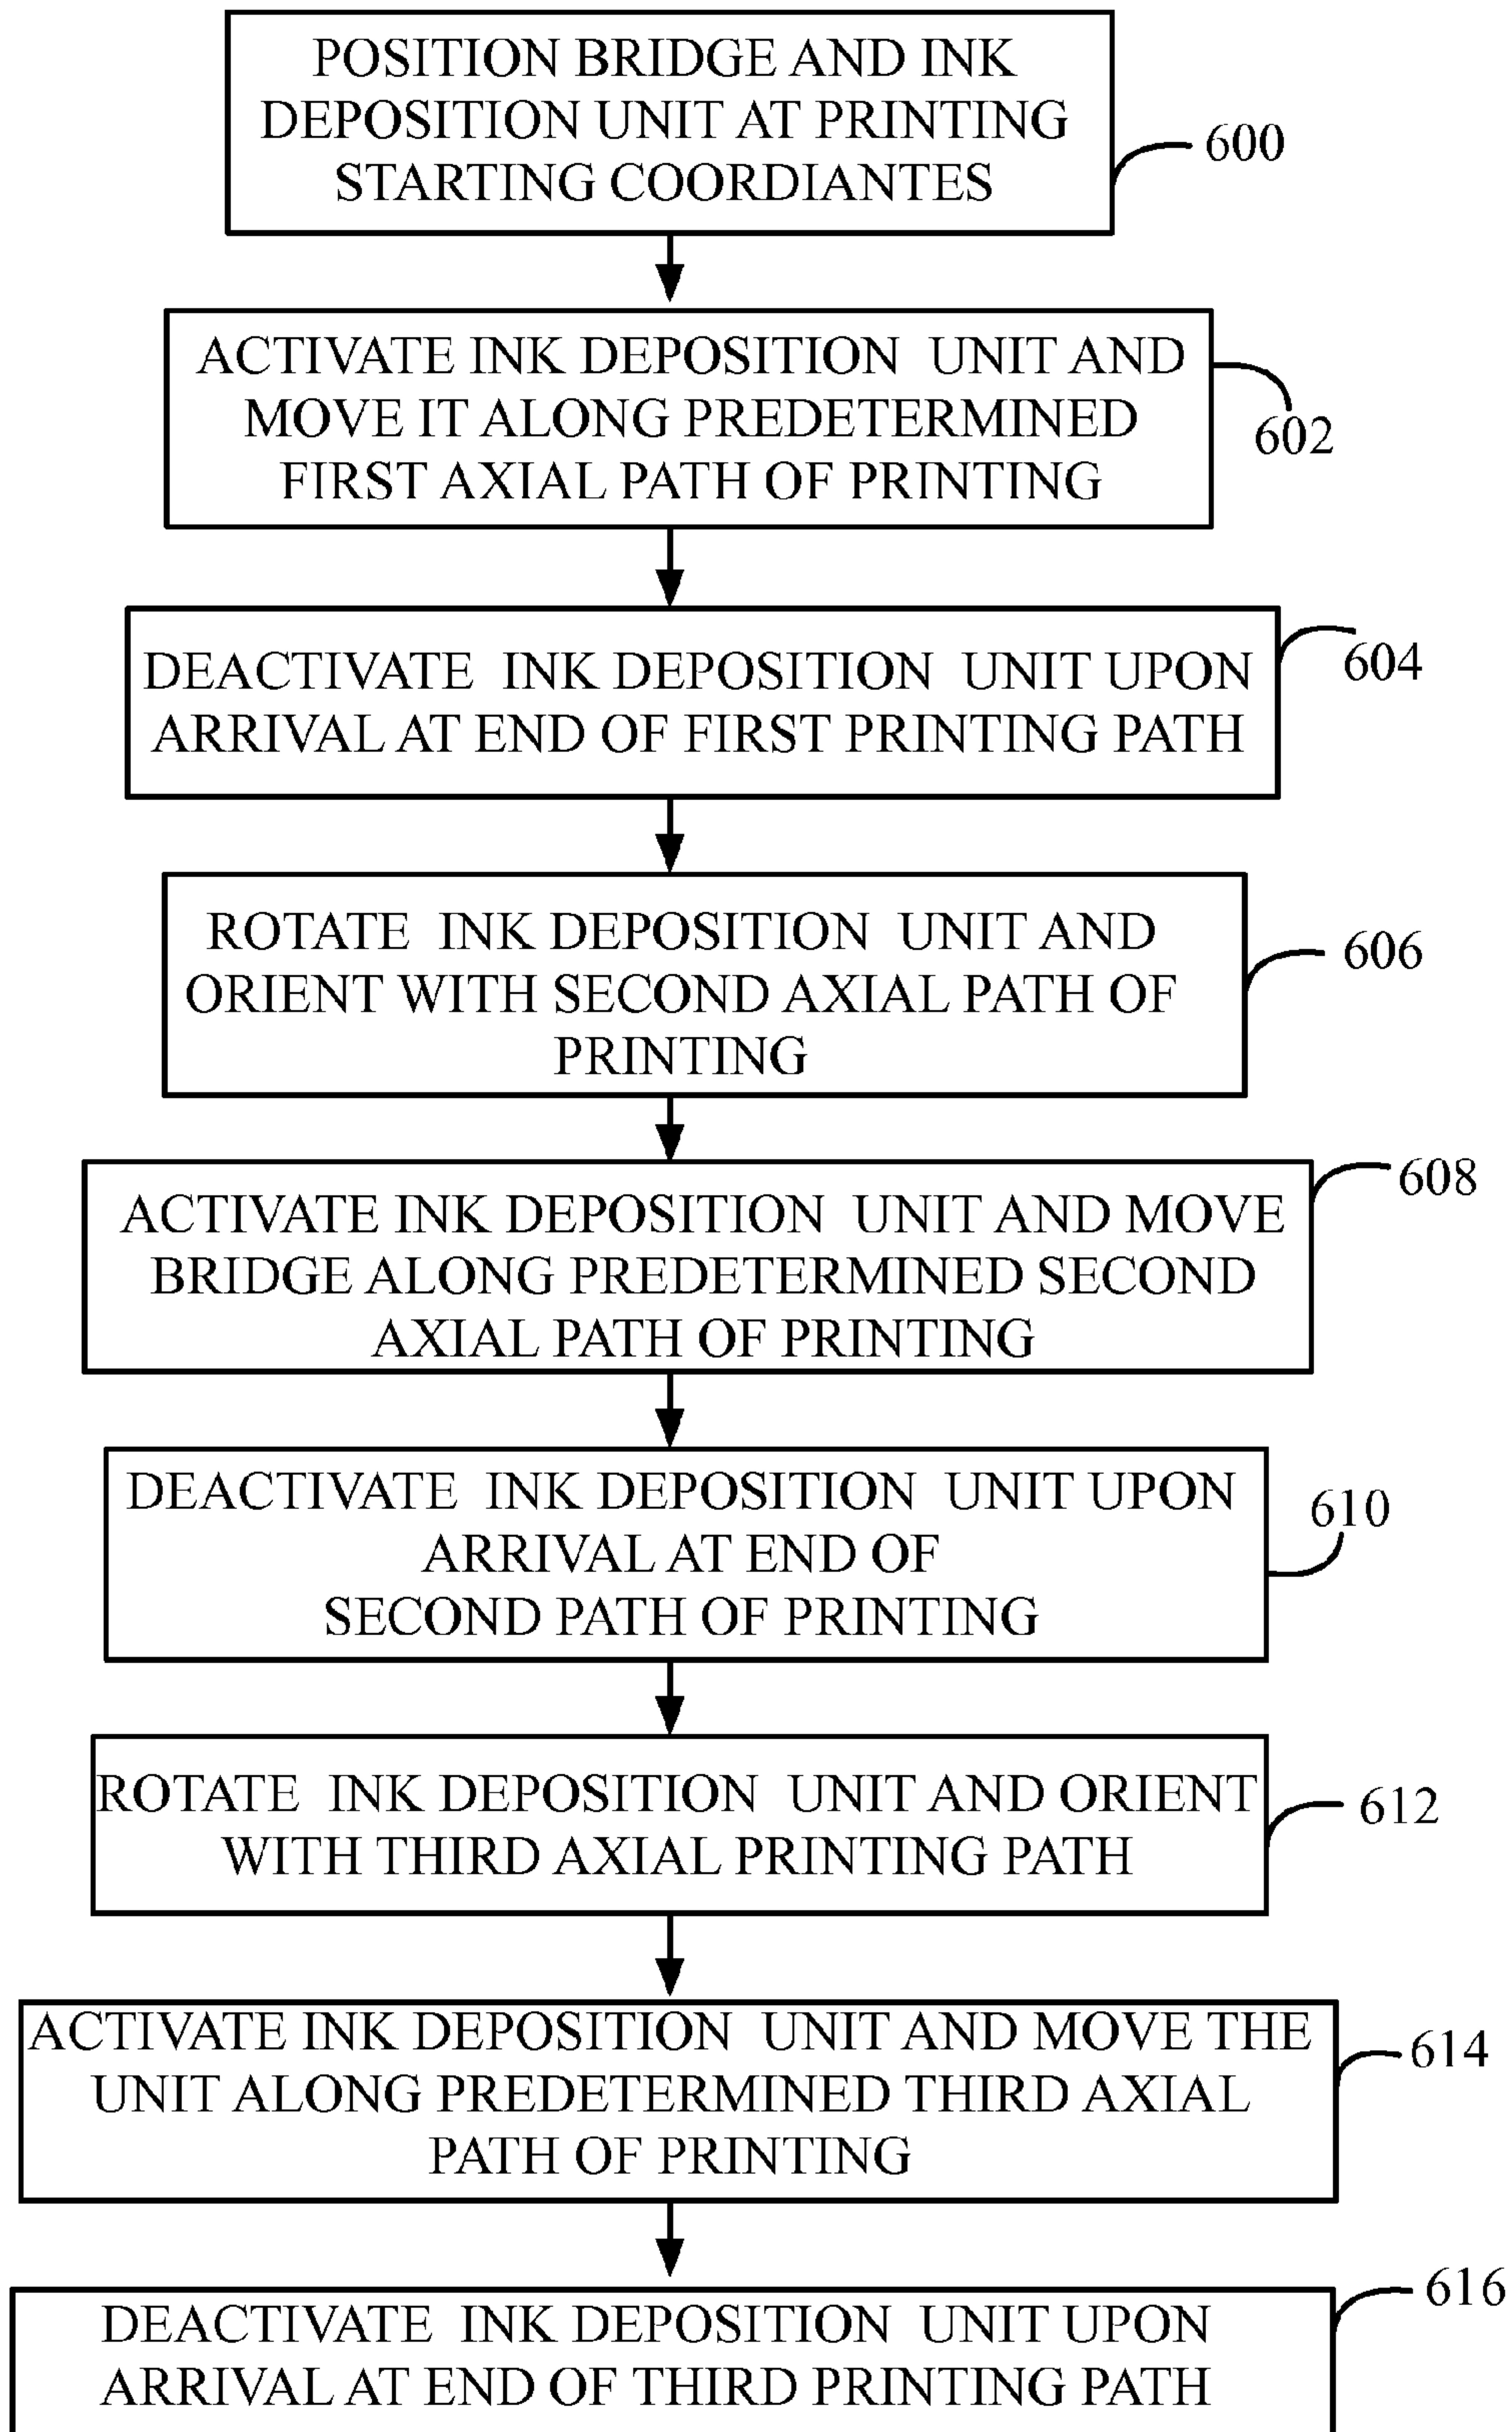 POSITION BRIDGE AND INK
DEPOSITION UNIT AT PRINTING
STARTING COORDIANTES
600
ACTIVATE INK DEPOSITION UNIT AND
MOVE IT ALONG PREDETERMINED
FIRST AXIAL PATH OF PRINTING
602
DEACTIVATE INK DEPOSITION UNIT UPON
ARRIVAL AT END OF FIRST PRINTING PATH
604
ROTATE INK DEPOSITION UNIT AND
ORIENT WITH SECOND AXIAL PATH OF
PRINTING
606
ACTIVATE INK DEPOSITION UNIT AND MOVE
BRIDGE ALONG PREDETERMINED SECOND
AXIAL PATH OF PRINTING
608
DEACTIVATE INK DEPOSITION UNIT UPON
ARRIVAL AT END OF
SECOND PATH OF PRINTING
610
ROTATE INK DEPOSITION UNIT AND ORIENT
WITH THIRD AXIAL PRINTING PATH
612
ACTIVATE INK DEPOSITION UNIT AND MOVE THE
UNIT ALONG PREDETERMINED THIRD AXIAL
PATH OF PRINTING
614
DEACTIVATE INK DEPOSITION UNIT UPON
ARRIVAL AT END OF THIRD PRINTING PATH
616